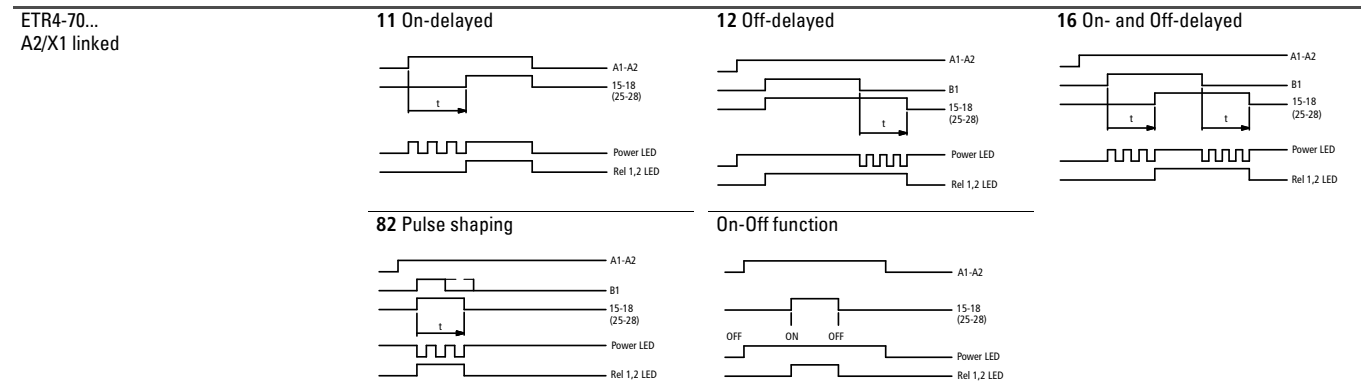 ETR4-70...
A2/X1 linked
11 On-delayed
A1-A2
15-18
(25-28)
t
Power LED
Rel 1,2 LED
12 Off-delayed
A1-A2
B1
15-18
(25-28)
t
Power LED
Rel 1,2 LED
16 On- and Off-delayed
A1-A2
B1
15-18
(25-28)
t t
Power LED
Rel 1,2 LED
82 Pulse shaping
A1-A2
B1
15-18
(25-28)
t
Power LED
Rel 1,2 LED
On-Off function
A1-A2
15-18
(25-28)
OFF ON OFF
Power LED
Rel 1,2 LED